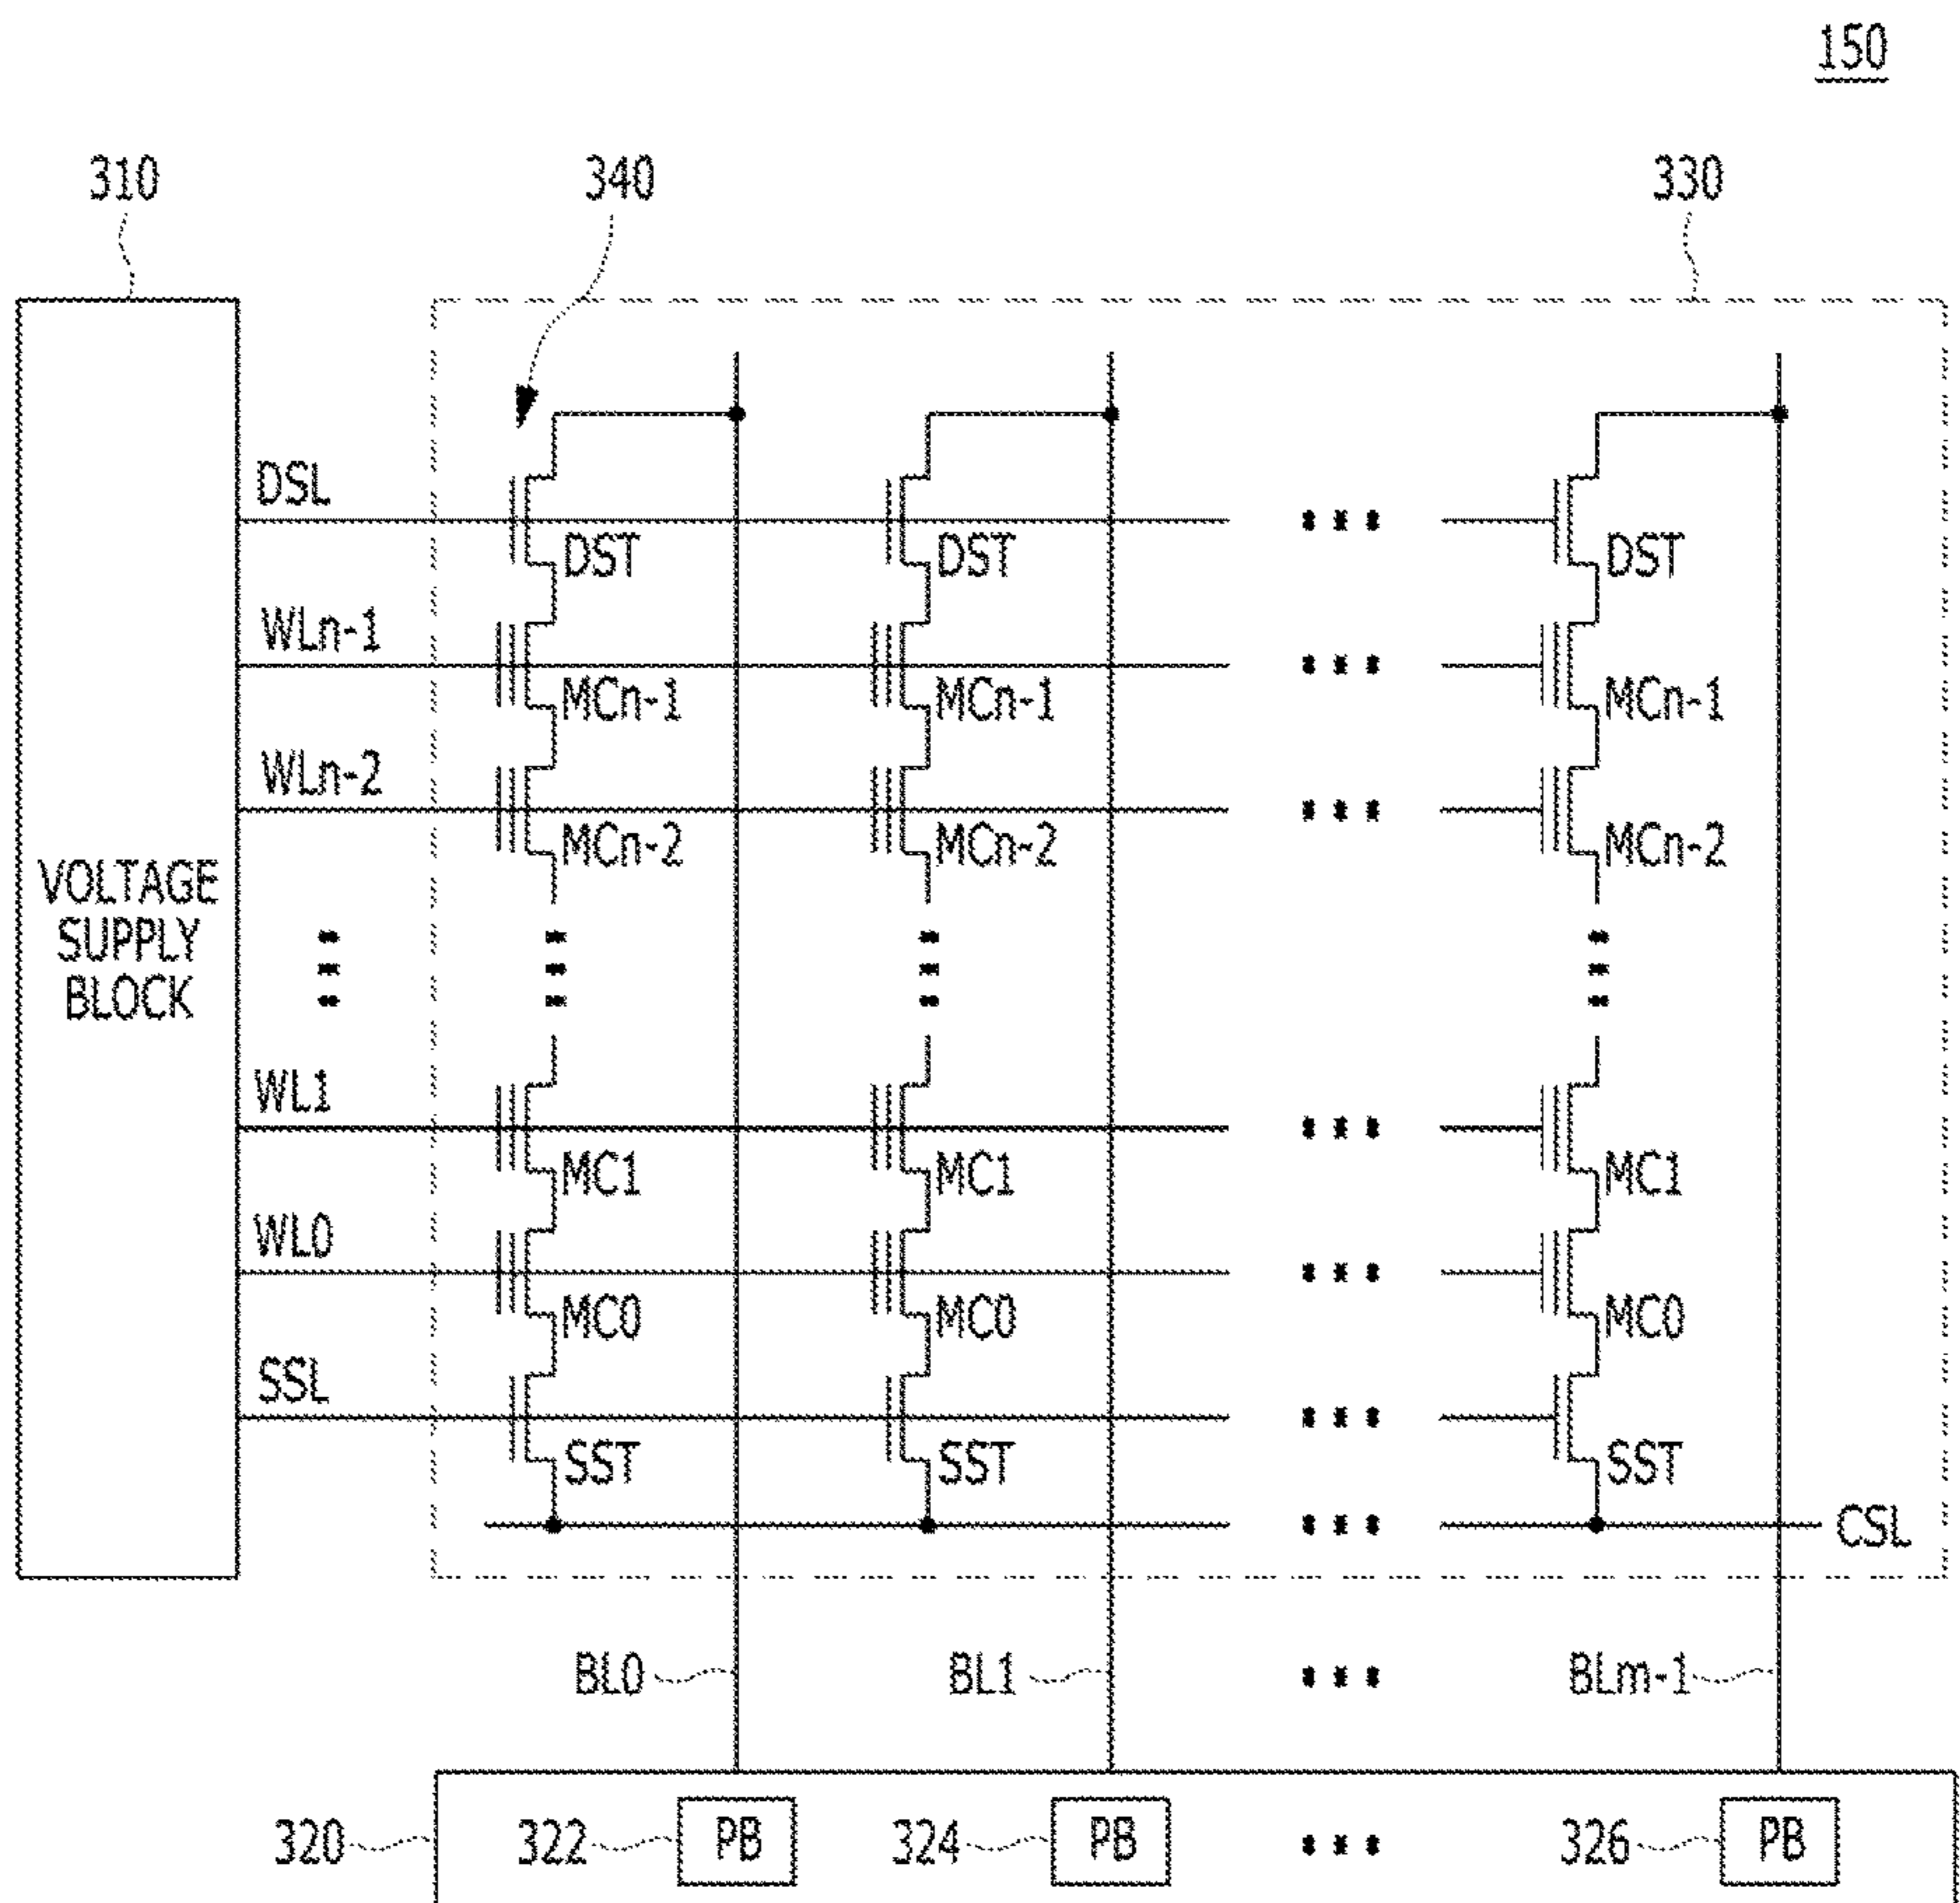 150
310 340 330
DSL
DST DST DST
WLn-1
MCn-1 MCn-1 MCn-1
WLn-2
MCn-2 MCn-2 MCn-2
VOLTAGE
SUPPLY
BLOCK
WL1
MC1 MC1 MC1
WL0
MC0 MC0 MC0
SSL
SST SST SST
CSL
BL0 BL1 BLm-1
320 322 PB 324 PB 326 PB